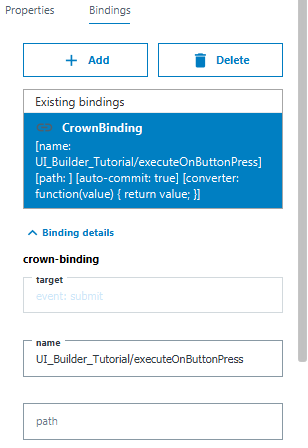 Properties
Bindings
Add
Delete
Existing bindings
CrownBinding
[name:
UI_Builder_Tutorial/executeOnButtonPress]
[path: ] [auto-commit: true] [converter:
function(value) { return value; }]
Binding details
crown-binding
target
event: submit
name
UI_Builder_Tutorial/executeOnButtonPress
path